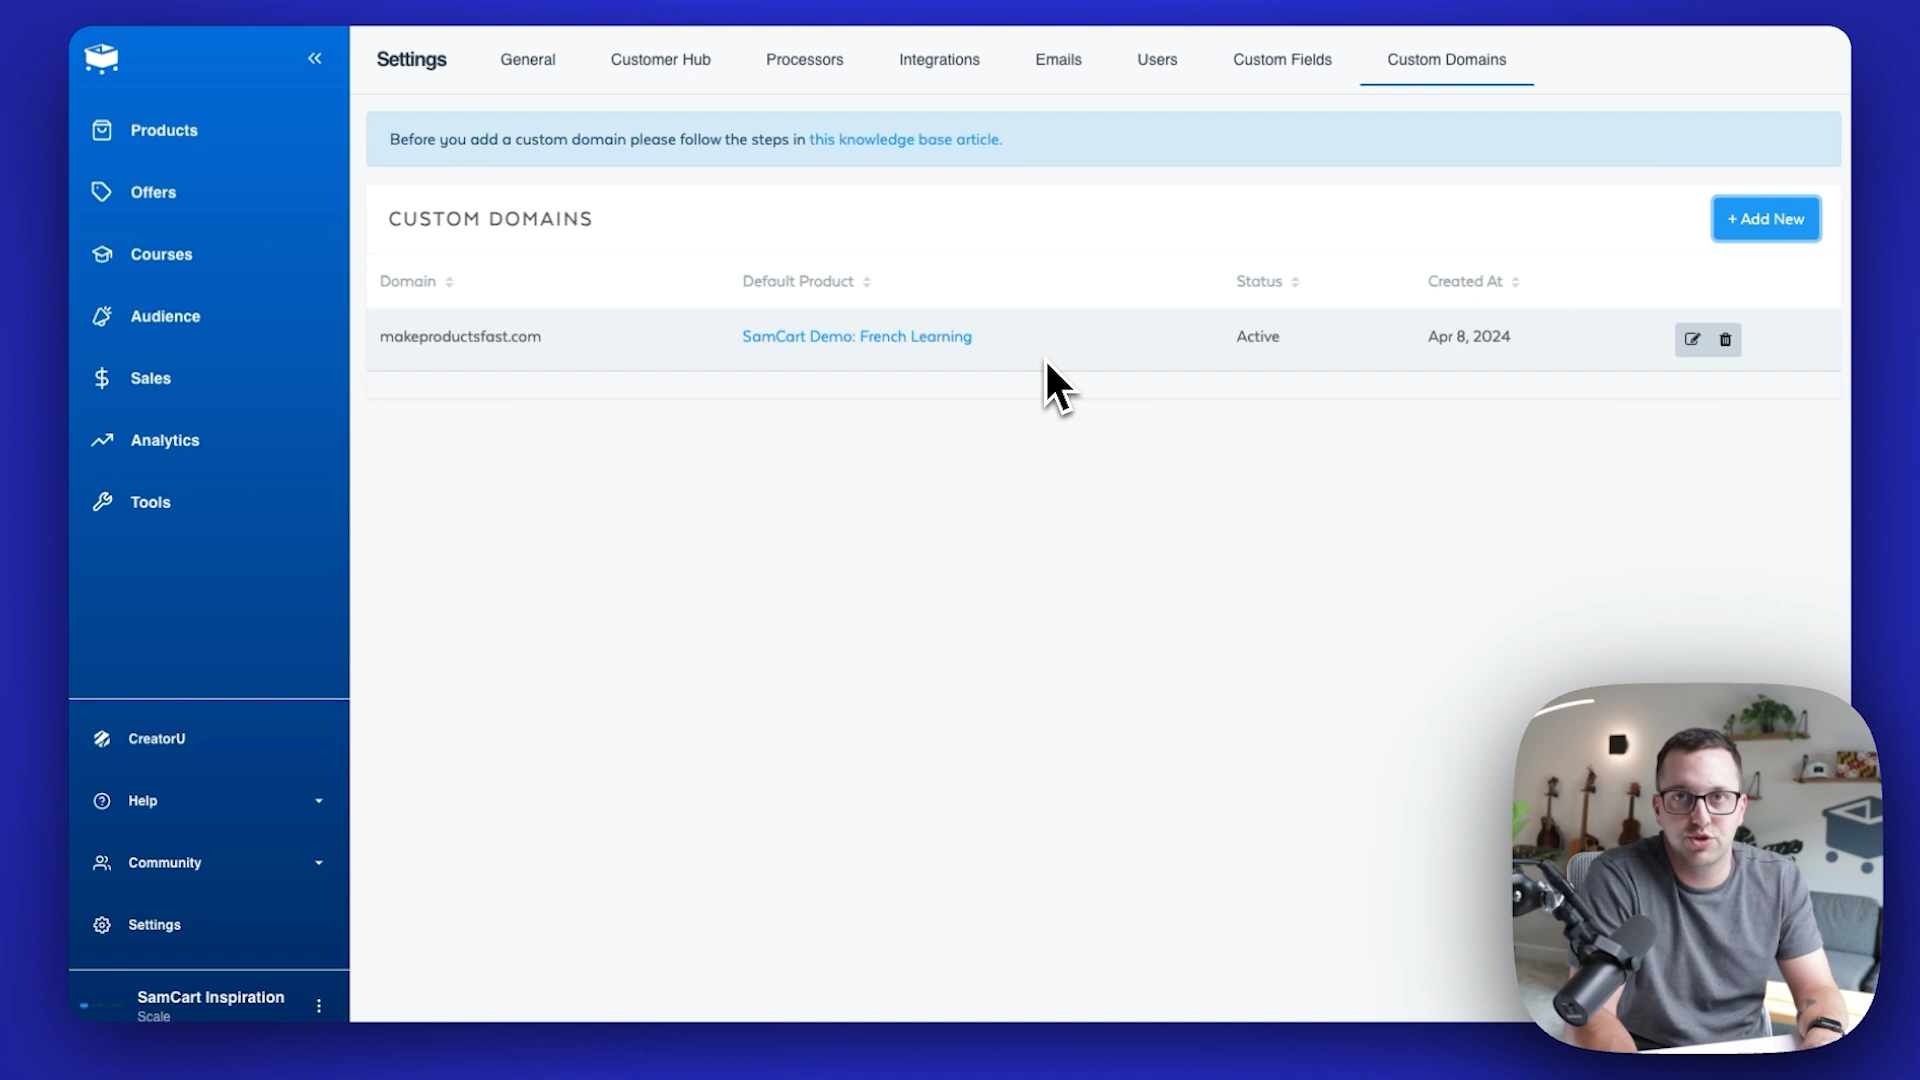 Settings
General
Customer Hub
Processors
Integrations
Emails
Users
Custom Fields
Custom Domains
Products
Offers
Courses
Audience
Sales
Analytics
Tools
CreatorU
Help
Community
Settings
SamCart Inspiration
Scale
Before you add a custom domain please follow the steps in this knowledge base article.
CUSTOM DOMAINS
+ Add New
Domain
Default Product
Status
Created At
makeproductsfast.com
SamCart Demo: French Learning
Active
Apr 8, 2024